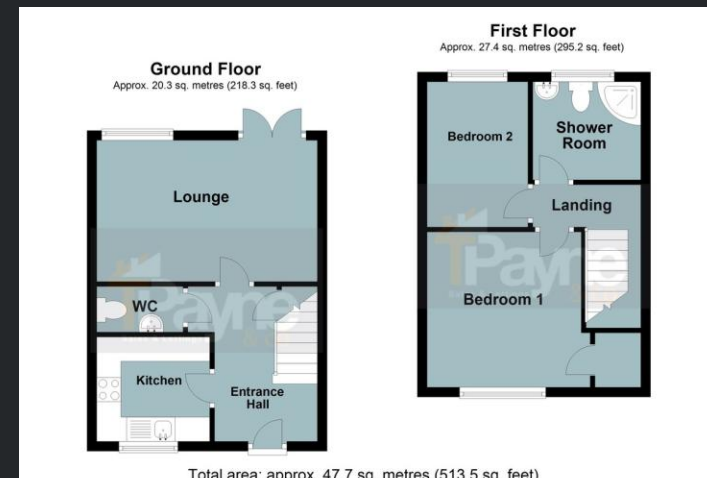 Ground Floor
Approx. 20.3 sq. metres (218.3 sq. feet)
Lounge
WC
Kitchen
Entrance
Hall
First Floor
Approx. 27.4 sq. metres (295.2 sq. feet)
Bedroom 2
Shower
Room
Landing
Bedroom 1
Payne
Payne
Total area: approx. 47.7 sq. metres (513.5 sq. feet)